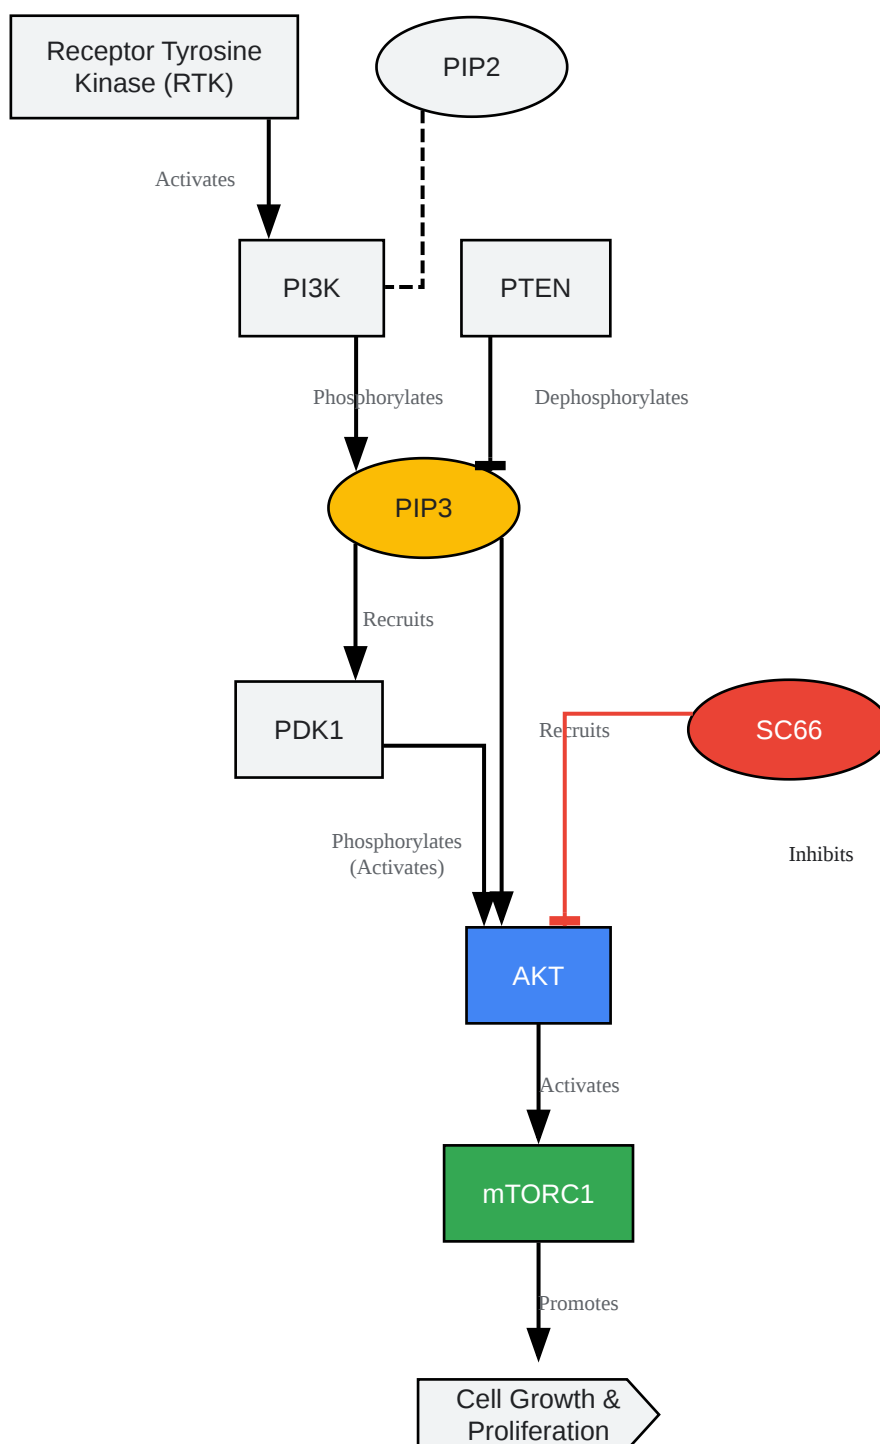 Receptor Tyrosine
Kinase (RTK)
PIP2
Activates
PI3K
PTEN
Phosphorylates
Dephosphorylates
PIP3
Recruits
PDK1
Recruits
SC66
Phosphorylates
(Activates)
Inhibits
AKT
Activates
mTORC1
Promotes
Cell Growth &
Proliferation